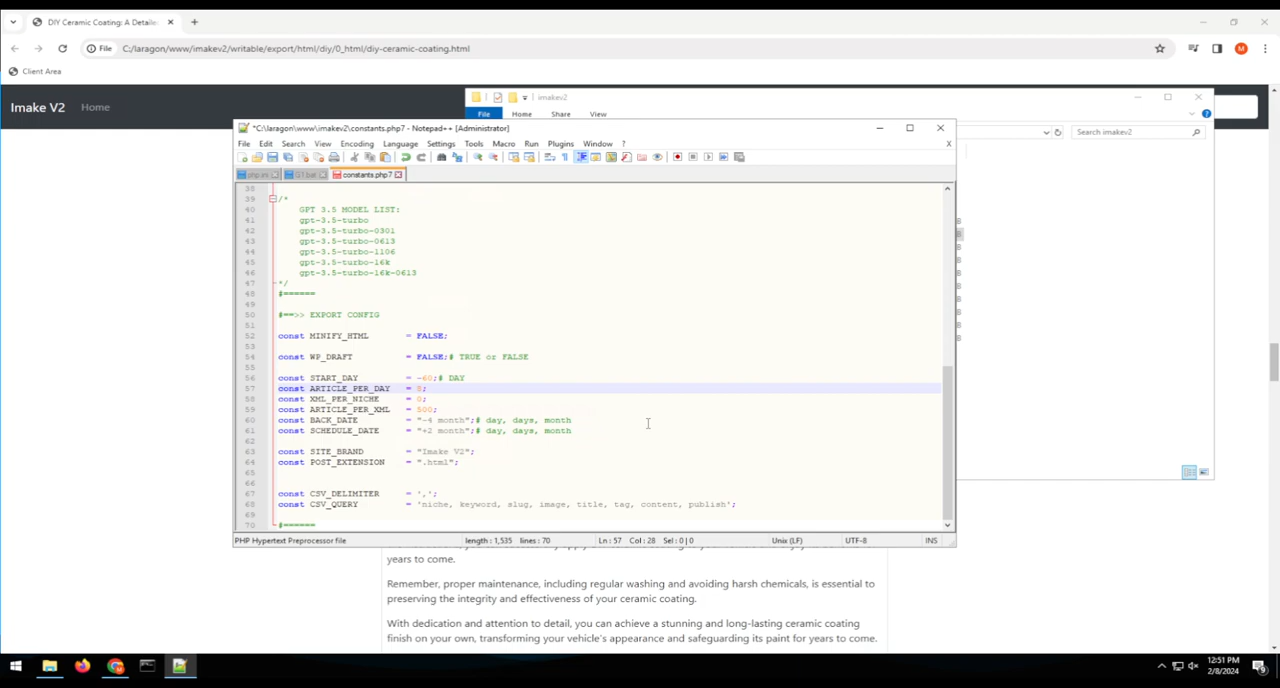 DIY Ceramic Coating: A Detaile
File C:/laragon/www/imakev2/writable/export/html/diy/0_html/diy-ceramic-coating.html
M
Client Area
Imake V2 Home
imakev2
File Home Share View
Search imakev2
*C:\laragon\www\imakev2\constants.php7 - Notepad++ [Administrator]
File Edit Search View Encoding Language Settings Tools Macro Run Plugins Window ?
php.ini GT.bat constants.php7
38
39 /*
40 GPT 3.5 MODEL LIST:
41 gpt-3.5-turbo
42 gpt-3.5-turbo-0301
43 gpt-3.5-turbo-0613
44 gpt-3.5-turbo-1106
45 gpt-3.5-turbo-16k
46 gpt-3.5-turbo-16k-0613
47 */
48 #======
49
50 #==>> EXPORT CONFIG
51
52 const MINIFY_HTML = FALSE;
53
54 const WP_DRAFT = FALSE;# TRUE or FALSE
55
56 const START_DAY = -60;# DAY
57 const ARTICLE_PER_DAY = 8;
58 const XML_PER_NICHE = 0;
59 const ARTICLE_PER_XML = 500;
60 const BACK_DATE = "-4 month";# day, days, month
61 const SCHEDULE_DATE = "+2 month";# day, days, month
62
63 const SITE_BRAND = "Imake V2";
64 const POST_EXTENSION = ".html";
65
66
67 const CSV_DELIMITER = ',';
68 const CSV_QUERY = 'niche, keyword, slug, image, title, tag, content, publish';
69
70 #======
PHP Hypertext Preprocessor file length : 1,535 lines : 70 Ln : 57 Col : 28 Sel : 0 | 0 Unix (LF) UTF-8 INS
years to come.
Remember, proper maintenance, including regular washing and avoiding harsh chemicals, is essential to
preserving the integrity and effectiveness of your ceramic coating.
With dedication and attention to detail, you can achieve a stunning and long-lasting ceramic coating
finish on your own, transforming your vehicle's appearance and safeguarding its paint for years to come.
12:51 PM
2/8/2024